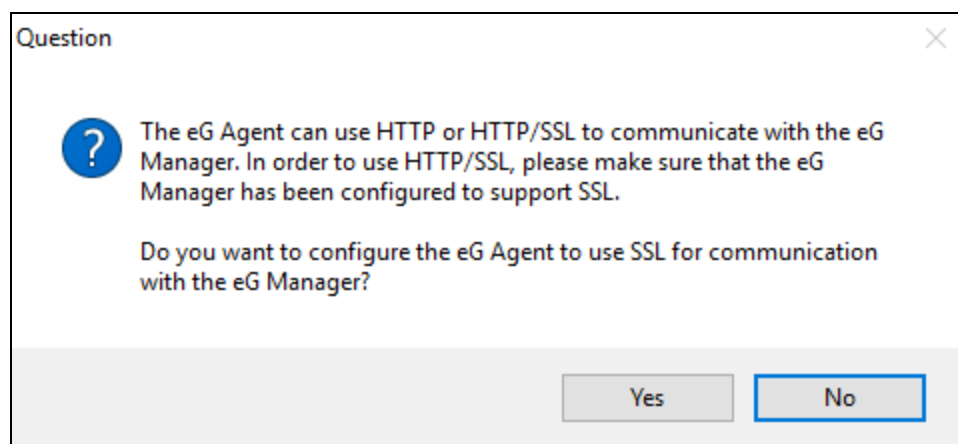 Question
The eG Agent can use HTTP or HTTP/SSL to communicate with the eG
Manager. In order to use HTTP/SSL, please make sure that the eG
Manager has been configured to support SSL.
Do you want to configure the eG Agent to use SSL for communication
with the eG Manager?
Yes No